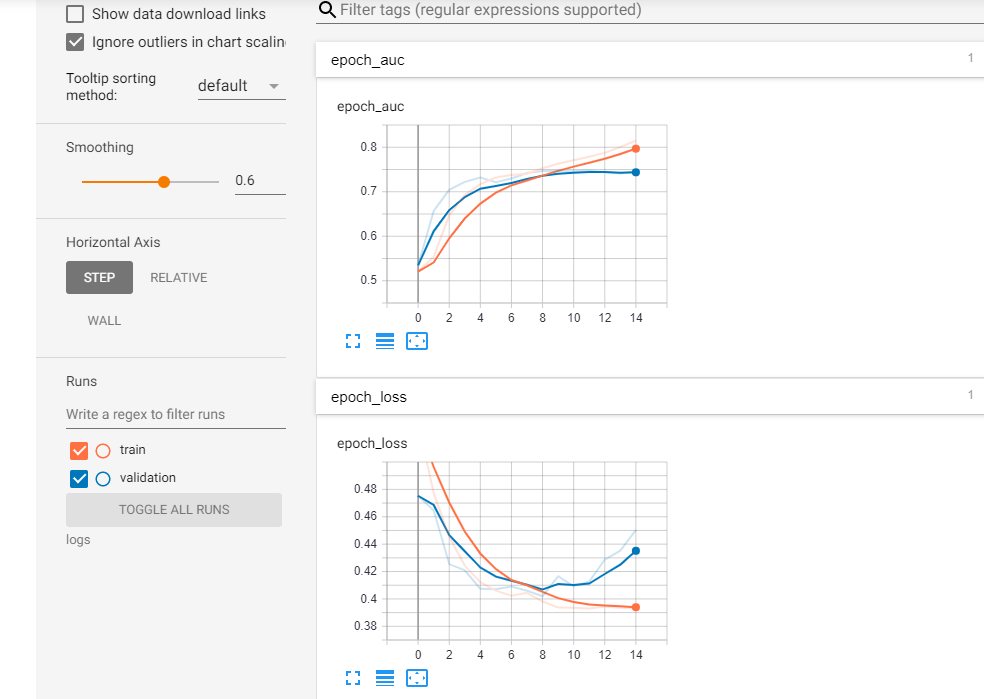 Show data download links
Ignore outliers in chart scalin
Tooltip sorting
method:
default
Smoothing
0.6
Horizontal Axis
STEP
RELATIVE
WALL
Runs
Write a regex to filter runs
train
validation
TOGGLE ALL RUNS
logs
Filter tags (regular expressions supported)
epoch_auc
1
epoch_auc
0.8
0.7
0.6
0.5
0 2 4 6 8 10 12 14
epoch_loss
1
epoch_loss
0.48
0.46
0.44
0.42
0.4
0.38
0 2 4 6 8 10 12 14